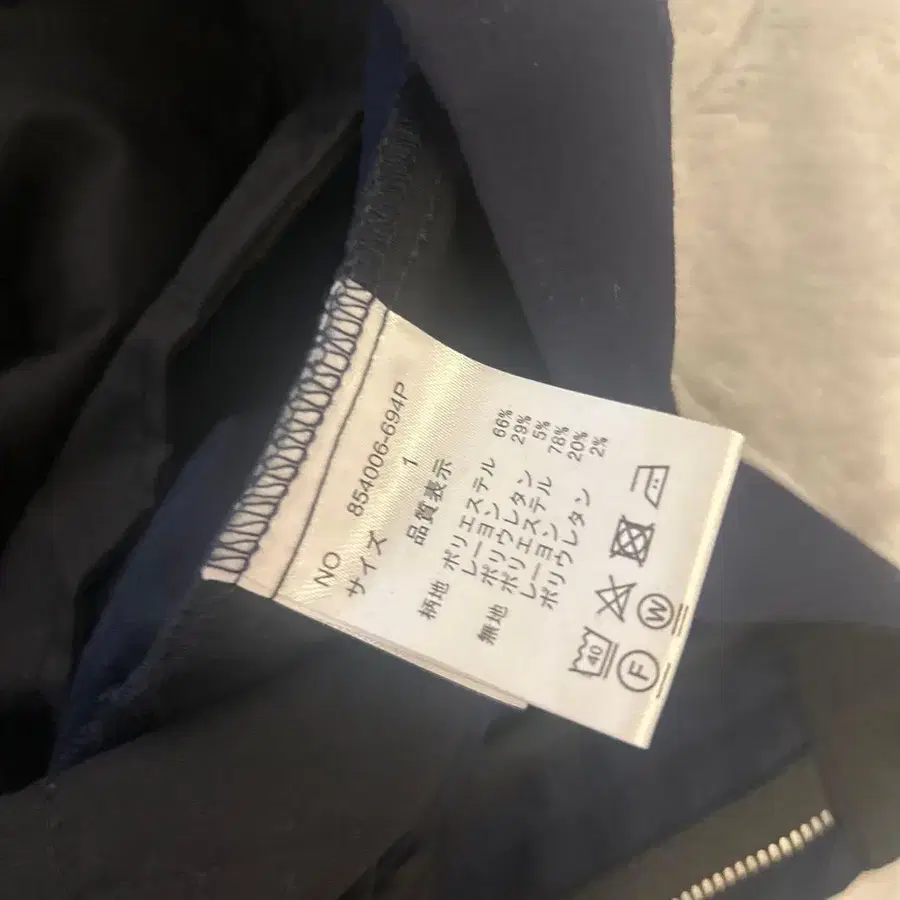 NO 854006-694P
サイズ 1
品質表示
柄地 ポリエステル 66%
レーヨン 29%
ポリウレタン 5%
無地 ポリエステル 78%
レーヨン 20%
ポリウレタン 2%
40
F W